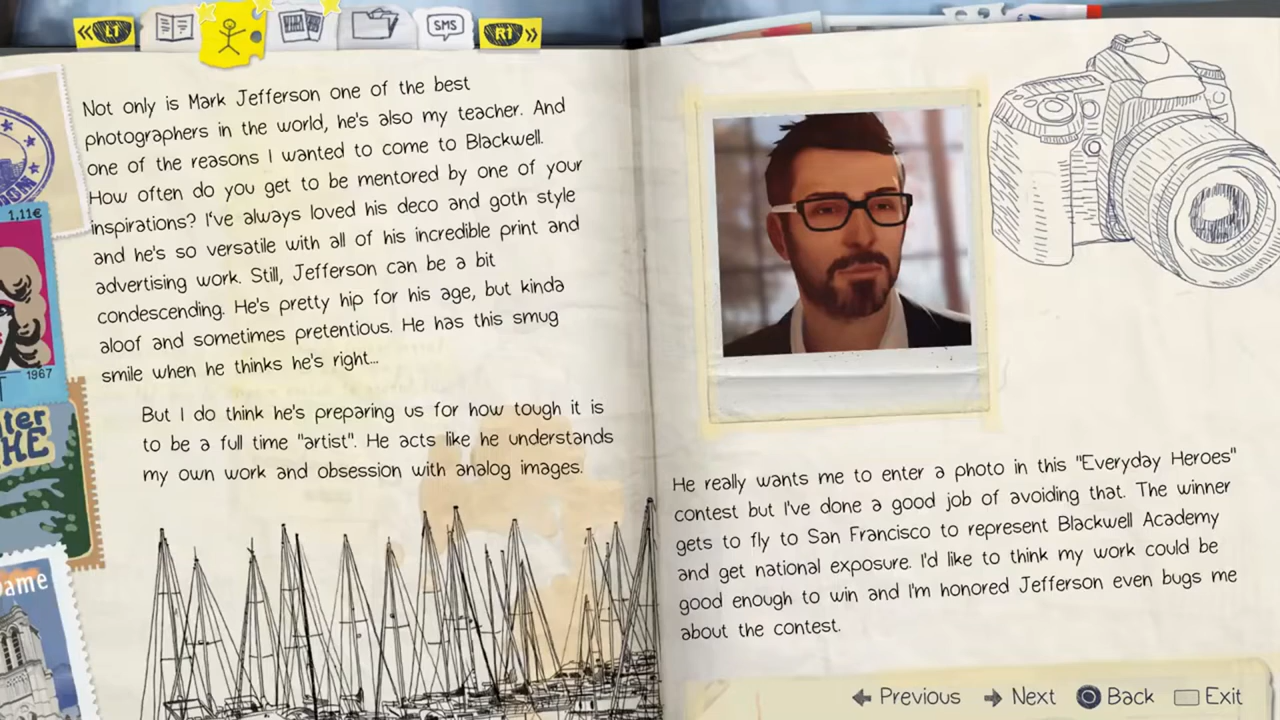 L1
SMS
R1
Not only is Mark Jefferson one of the best
photographers in the world, he's also my teacher. And
one of the reasons I wanted to come to Blackwell.
How often do you get to be mentored by one of your
inspirations? I've always loved his deco and goth style
and he's so versatile with all of his incredible print and
advertising work. Still, Jefferson can be a bit
condescending. He's pretty hip for his age, but kinda
aloof and sometimes pretentious. He has this smug
smile when he thinks he's right...
But I do think he's preparing us for how tough it is
to be a full time "artist". He acts like he understands
my own work and obsession with analog images.
1,11€
1967
He really wants me to enter a photo in this "Everyday Heroes"
contest but I've done a good job of avoiding that. The winner
gets to fly to San Francisco to represent Blackwell Academy
and get national exposure. I'd like to think my work could be
good enough to win and I'm honored Jefferson even bugs me
about the contest.
Previous
Next
Back
Exit